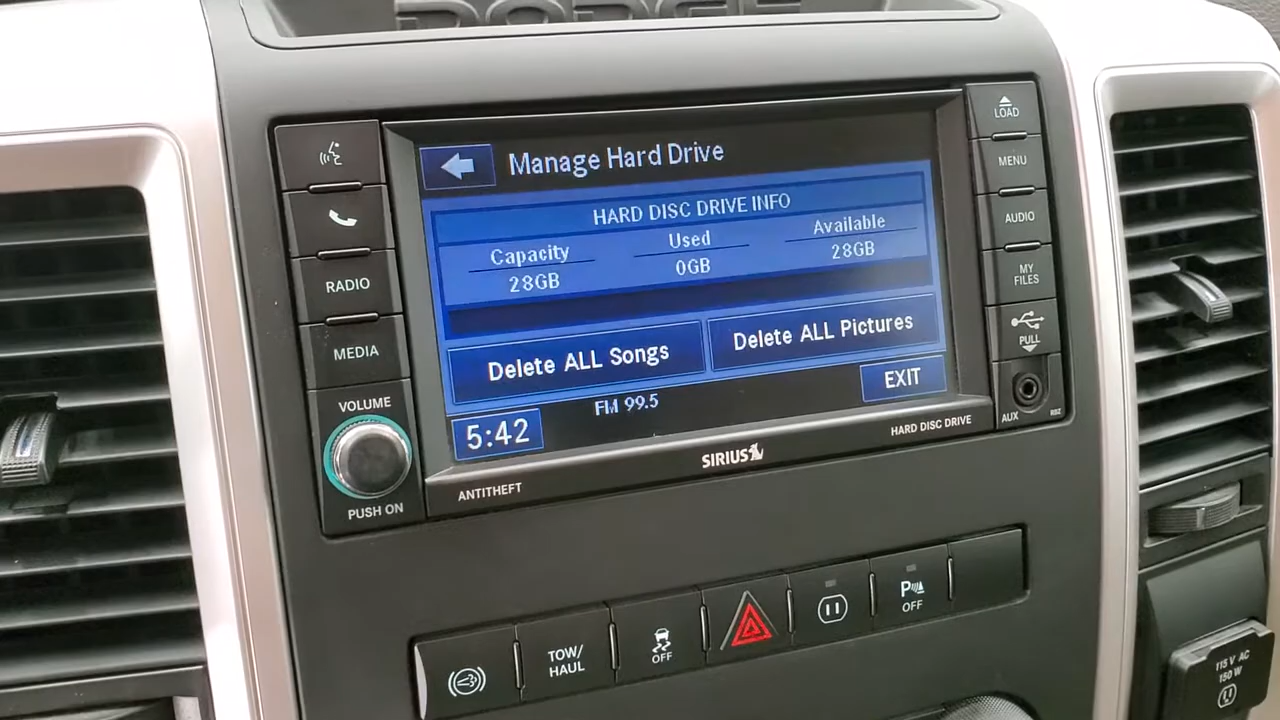 DODGE
LOAD
MENU
AUDIO
MY
FILES
PULL
AUX
RBZ
RADIO
MEDIA
VOLUME
PUSH ON
Manage Hard Drive
HARD DISC DRIVE INFO
Capacity Used Available
28GB 0GB 28GB
Delete ALL Songs Delete ALL Pictures
FM 99.5 EXIT
5:42
SIRIUS HARD DISC DRIVE
ANTITHEFT
TOW/
HAUL
OFF
P
OFF
115 V AC
150 W